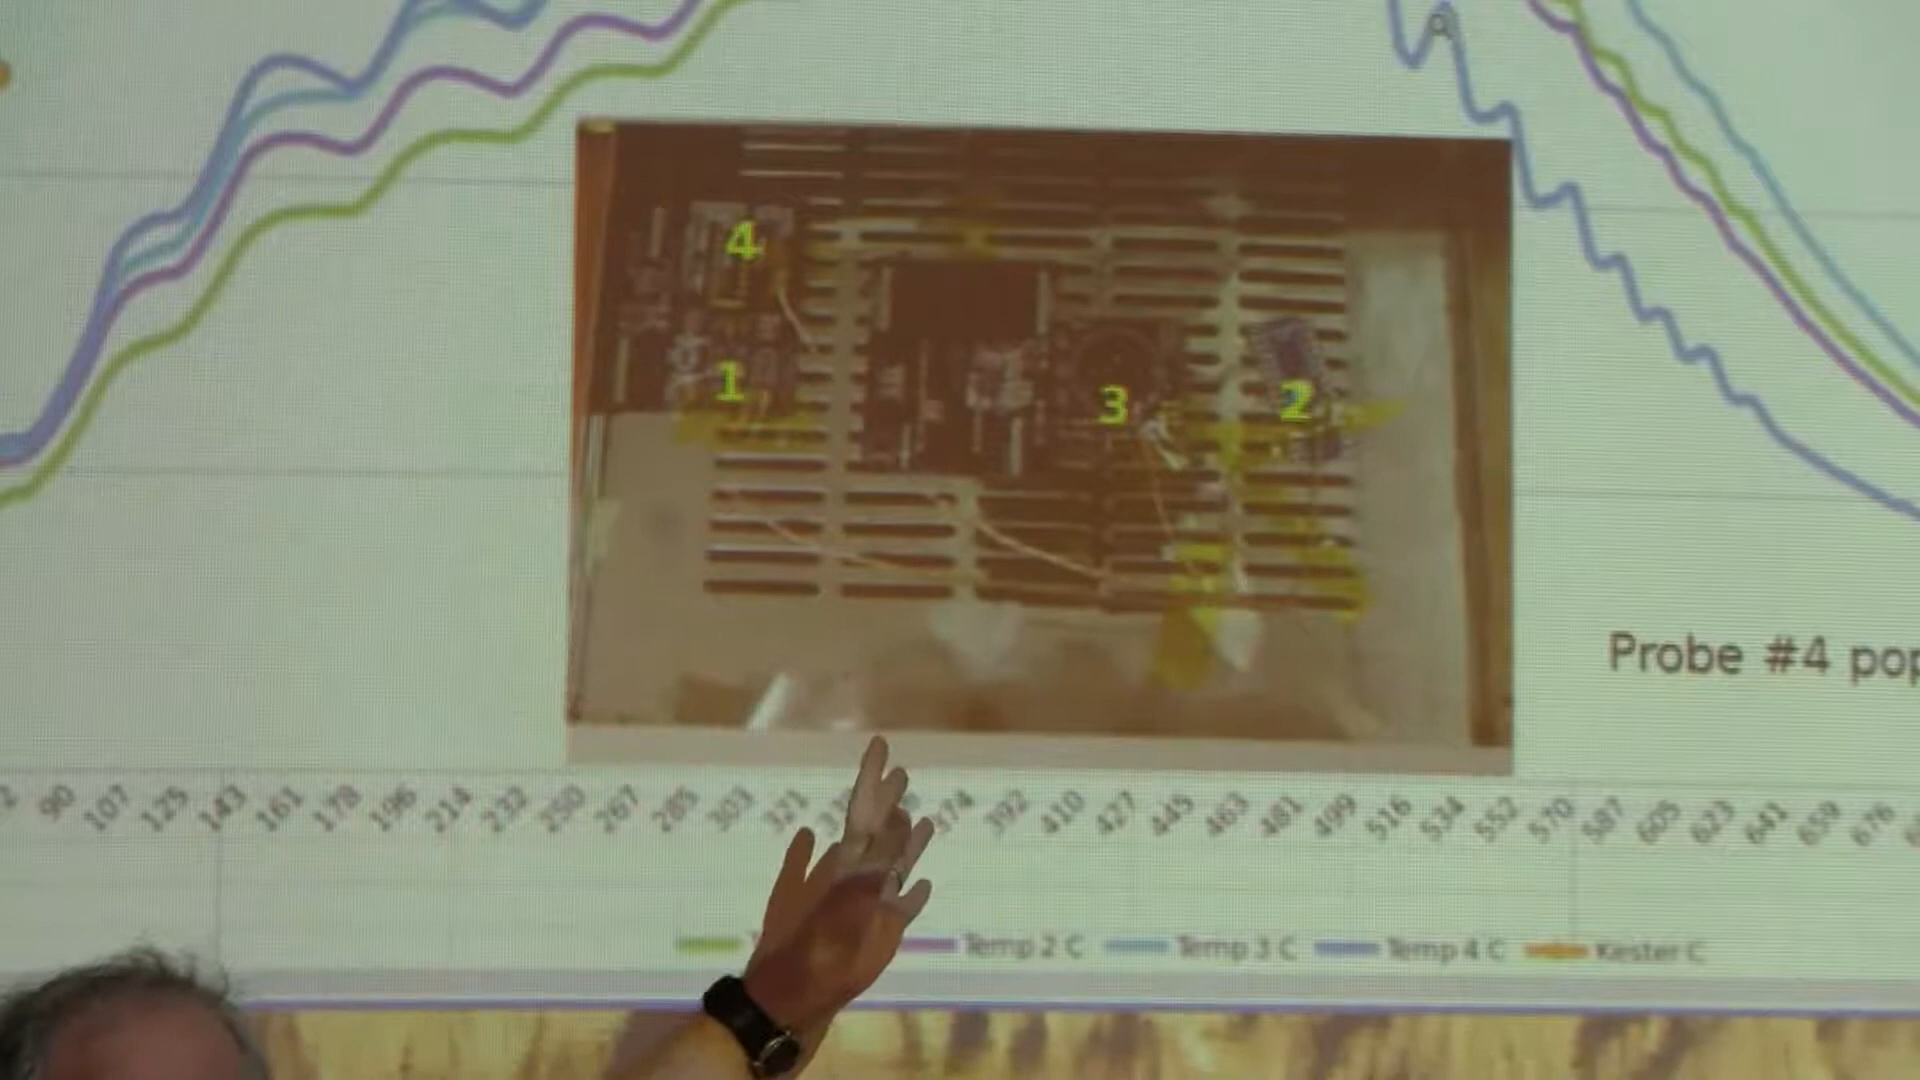 4
1
3
2
Probe #4 pop
90 107 125 143 161 178 196 214 232 250 267 285 303 321 374 392 410 427 445 463 481 499 516 534 552 570 587 605 623 641 659 676
Temp 2 C Temp 3 C Temp 4 C Kester C